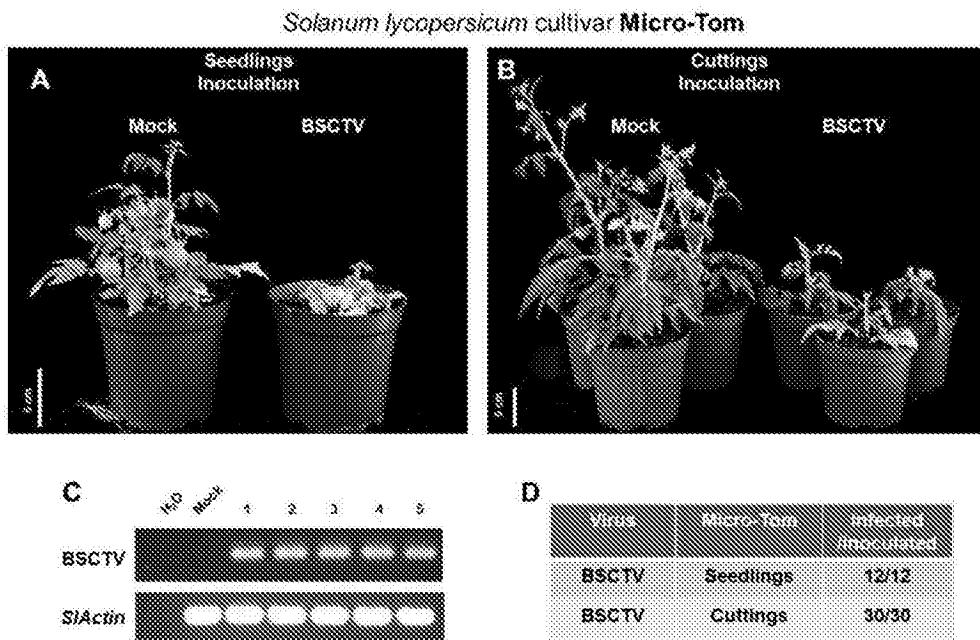 Solanum lycopersicum cultivar Micro-Tom
A
Seedlings
Inoculation
Mock
BSCTV
B
Cuttings
Inoculation
Mock
BSCTV
C
H₂O Mock 1 2 3 4 5
BSCTV
SlActin
D
Virus Micro-Tom Infected
/inoculated
BSCTV Seedlings 12/12
BSCTV Cuttings 30/30